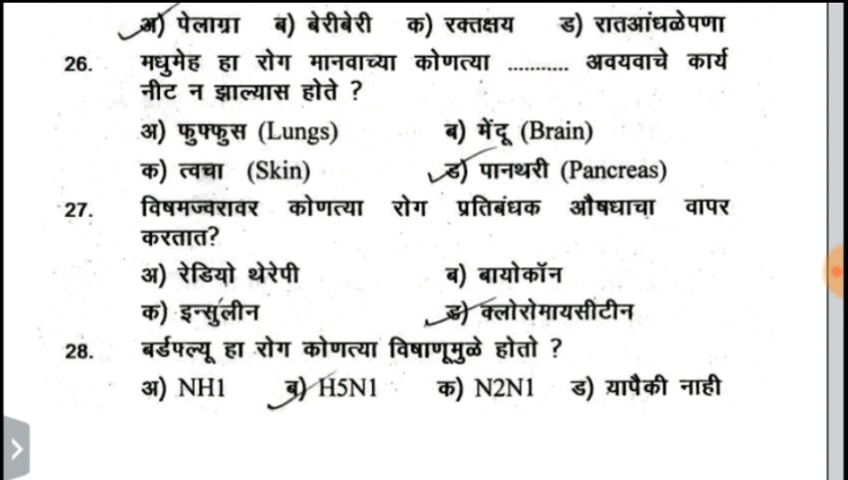 अ) पेलाग्रा ब) बेरीबेरी क) रक्तक्षय ड) रातआंधळेपणा
26. मधुमेह हा रोग मानवाच्या कोणत्या ........... अवयवाचे कार्य
नीट न झाल्यास होते ?
अ) फुफ्फुस (Lungs) ब) मेंदू (Brain)
क) त्वचा (Skin) ड) पानथरी (Pancreas)
27. विषमज्वरावर कोणत्या रोग प्रतिबंधक औषधाचा वापर
करतात?
अ) रेडियो थेरेपी ब) बायोकॉन
क) इन्सुलीन ड) क्लोरोमायसीटीन
28. बर्डफ्ल्यू हा रोग कोणत्या विषाणूमुळे होतो ?
अ) NH1 ब) H5N1 क) N2N1 ड) यापैकी नाही